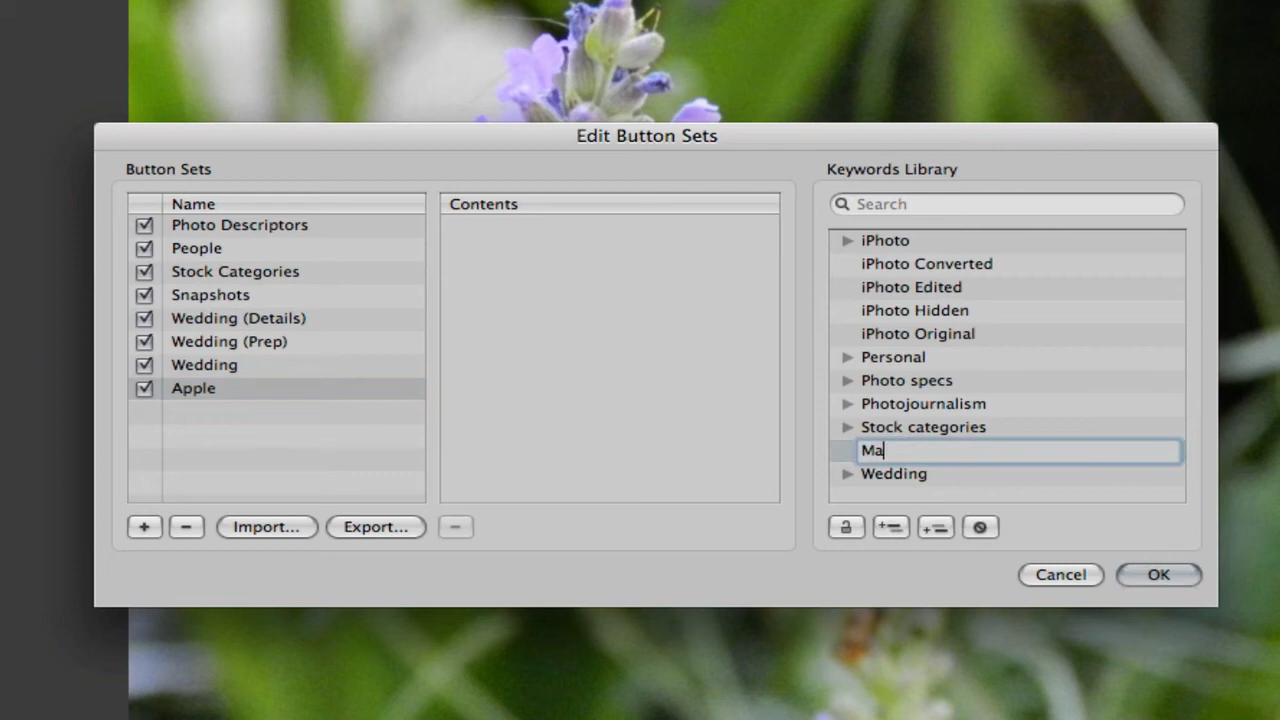 Edit Button Sets
Button Sets
Name
Photo Descriptors
People
Stock Categories
Snapshots
Wedding (Details)
Wedding (Prep)
Wedding
Apple
Import...
Export...
Contents
Keywords Library
Search
iPhoto
iPhoto Converted
iPhoto Edited
iPhoto Hidden
iPhoto Original
Personal
Photo specs
Photojournalism
Stock categories
Ma
Wedding
Cancel
OK